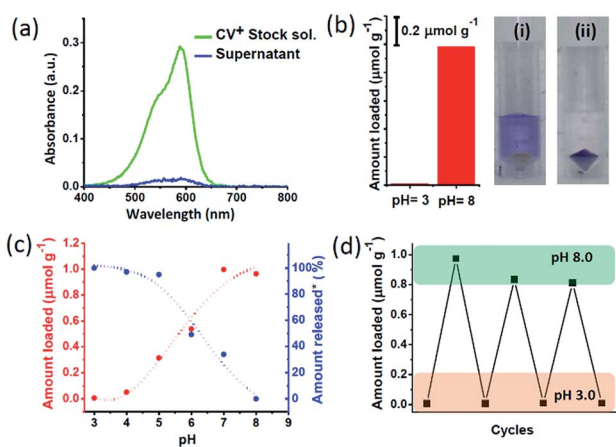 (a)
CV⁺ Stock sol.
Supernatant
Absorbance (a.u.)
0.3
0.2
0.1
0.0
400 500 600 700 800
Wavelength (nm)
(b)
0.2 μmol g⁻¹
Amount loaded (μmol g⁻¹)
pH= 3 pH= 8
(i) (ii)
(c)
Amount loaded (μmol g⁻¹)
1.2
1.0
0.8
0.6
0.4
0.2
0.0
3 4 5 6 7 8 9
pH
100%
80
60
40
20
0
Amount released* (%)
(d)
Amount loaded (μmol g⁻¹)
1.0
0.8
0.6
0.4
0.2
0.0
pH 8.0
pH 3.0
Cycles